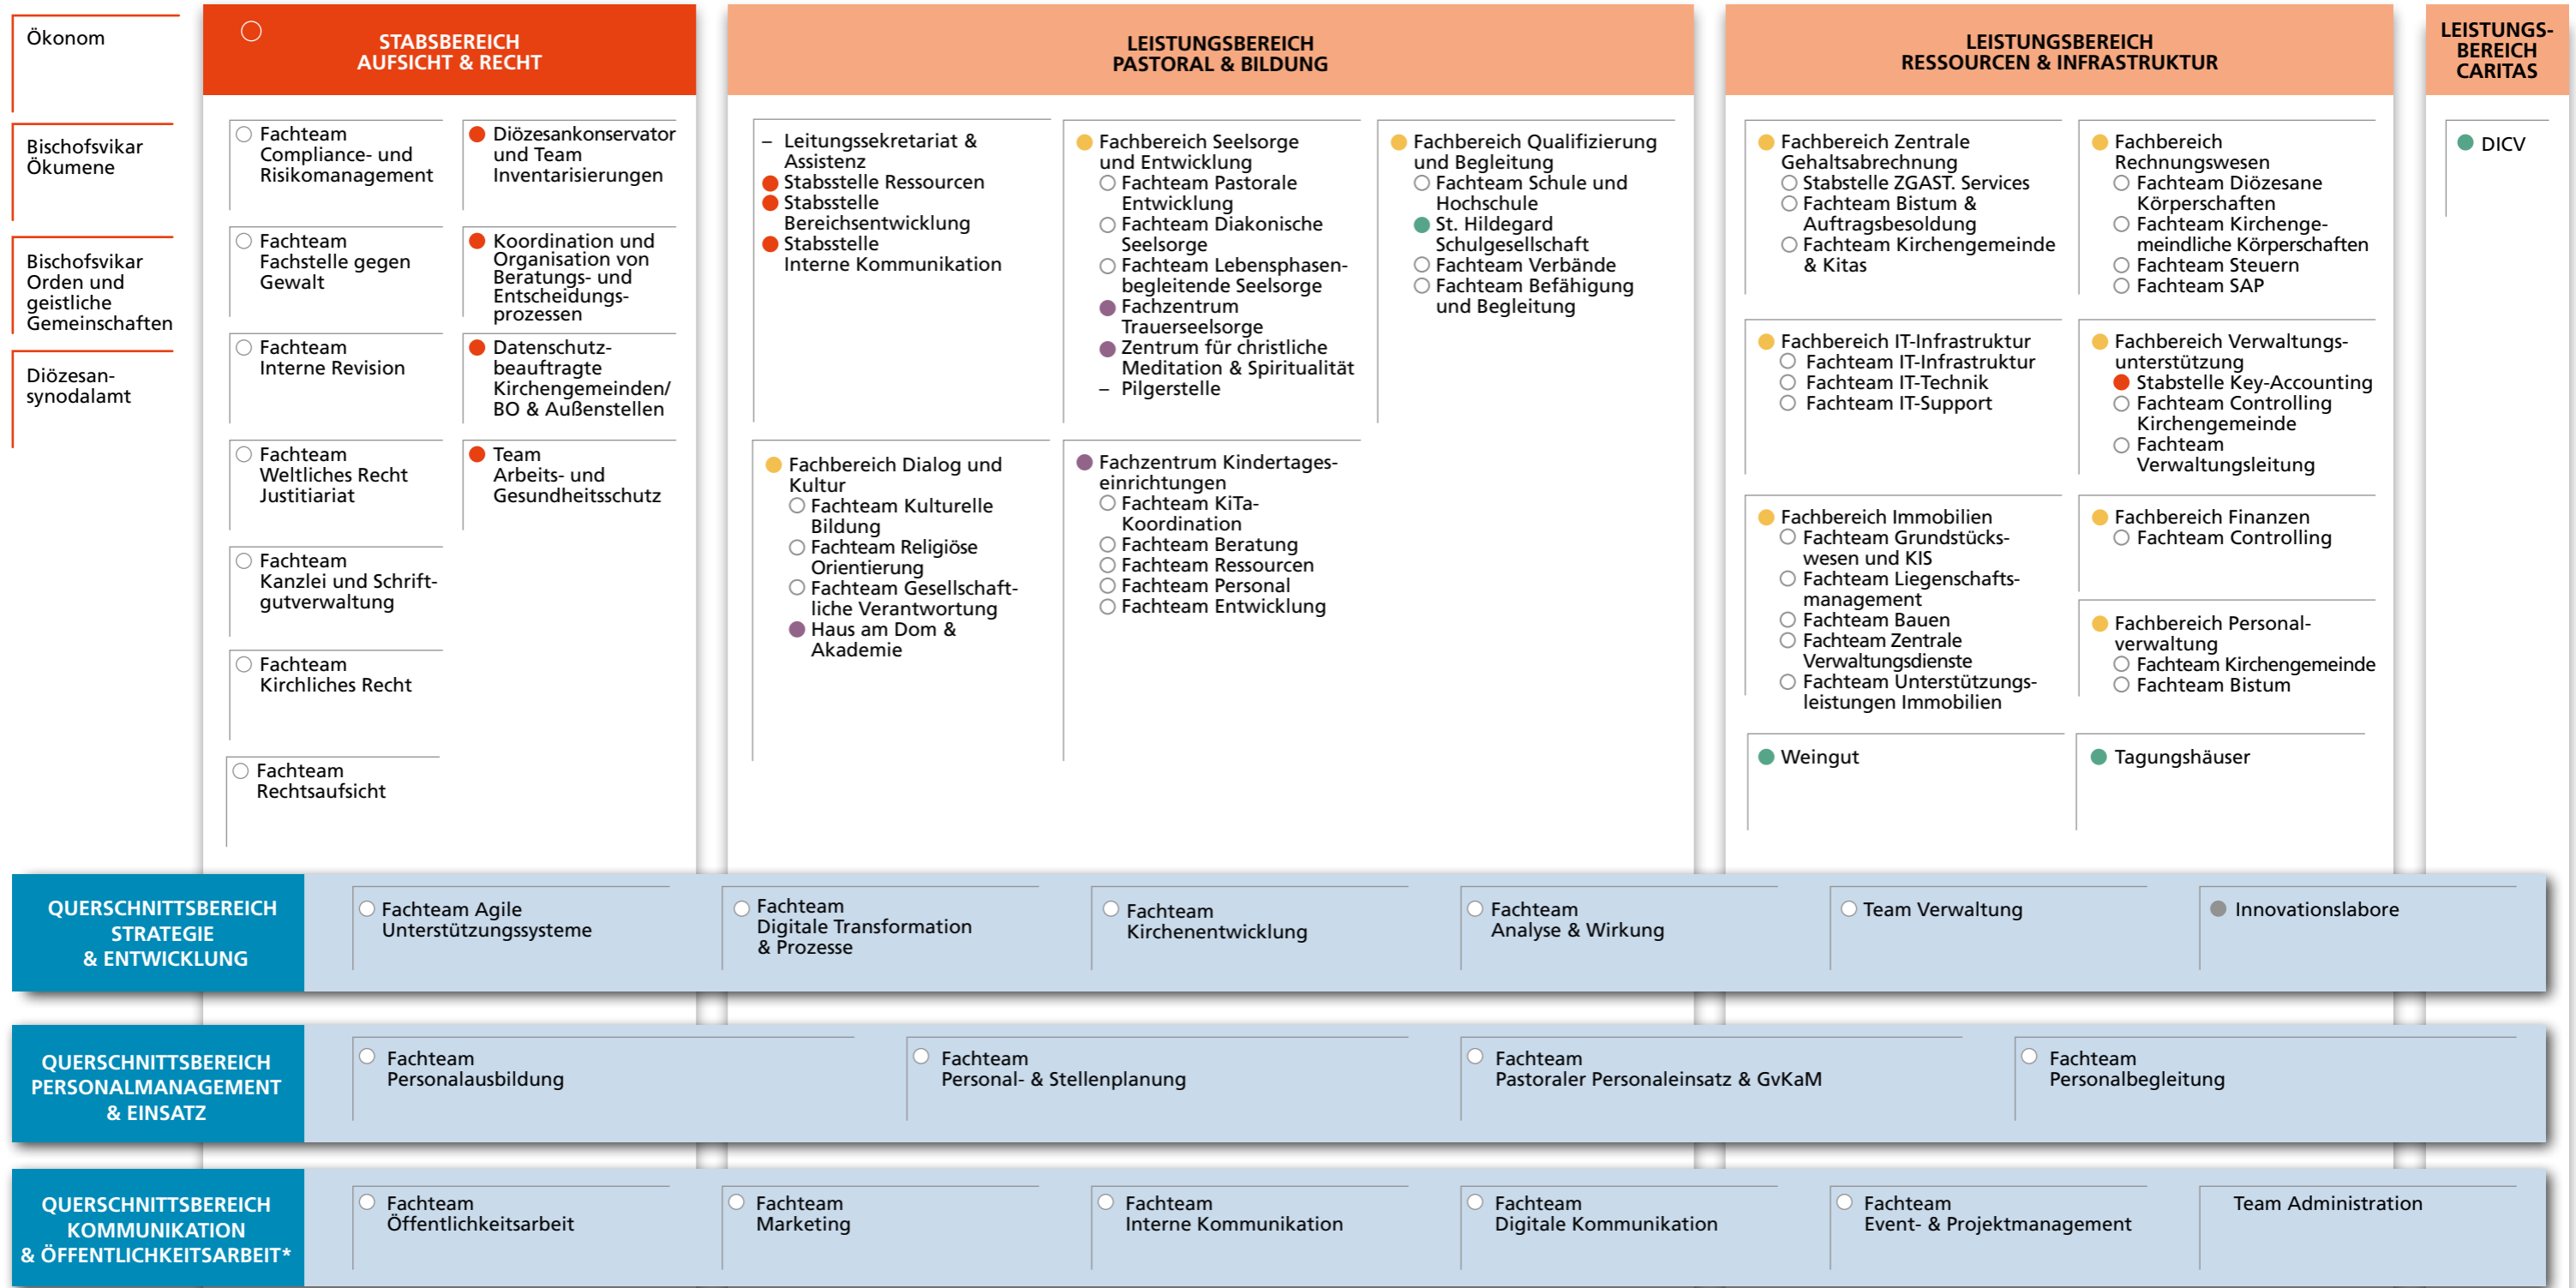 Ökonom
Bischofsvikar
Ökumene
Bischofsvikar
Orden und
geistliche
Gemeinschaften
Diözesan-
synodalamt
STABSBEREICH
AUFSICHT & RECHT
Fachteam
Compliance- und
Risikomanagement
Fachteam
Fachstelle gegen
Gewalt
Fachteam
Interne Revision
Fachteam
Weltliches Recht
Justitiariat
Fachteam
Kanzlei und Schrift-
gutverwaltung
Fachteam
Kirchliches Recht
Fachteam
Rechtsaufsicht
Diözesankonservator
und Team
Inventarisierungen
Koordination und
Organisation von
Beratungs- und
Entscheidungs-
prozessen
Datenschutz-
beauftragte
Kirchengemeinden/
BO & Außenstellen
Team
Arbeits- und
Gesundheitsschutz
LEISTUNGSBEREICH
PASTORAL & BILDUNG
– Leitungssekretariat &
Assistenz
Stabsstelle Ressourcen
Stabsstelle
Bereichsentwicklung
Stabsstelle
Interne Kommunikation
Fachbereich Seelsorge
und Entwicklung
Fachteam Pastorale
Entwicklung
Fachteam Diakonische
Seelsorge
Fachteam Lebensphasen-
begleitende Seelsorge
Fachzentrum
Trauerseelsorge
Zentrum für christliche
Meditation & Spiritualität
– Pilgerstelle
Fachbereich Qualifizierung
und Begleitung
Fachteam Schule und
Hochschule
St. Hildegard
Schulgesellschaft
Fachteam Verbände
Fachteam Befähigung
und Begleitung
Fachbereich Dialog und
Kultur
Fachteam Kulturelle
Bildung
Fachteam Religiöse
Orientierung
Fachteam Gesellschaft-
liche Verantwortung
Haus am Dom &
Akademie
Fachzentrum Kindertages-
einrichtungen
Fachteam KiTa-
Koordination
Fachteam Beratung
Fachteam Ressourcen
Fachteam Personal
Fachteam Entwicklung
LEISTUNGSBEREICH
RESSOURCEN & INFRASTRUKTUR
Fachbereich Zentrale
Gehaltsabrechnung
Stabstelle ZGAST. Services
Fachteam Bistum &
Auftragsbesoldung
Fachteam Kirchengemeinde
& Kitas
Fachbereich
Rechnungswesen
Fachteam Diözesane
Körperschaften
Fachteam Kirchenge-
meindliche Körperschaften
Fachteam Steuern
Fachteam SAP
Fachbereich IT-Infrastruktur
Fachteam IT-Infrastruktur
Fachteam IT-Technik
Fachteam IT-Support
Fachbereich Verwaltungs-
unterstützung
Stabstelle Key-Accounting
Fachteam Controlling
Kirchengemeinde
Fachteam
Verwaltungsleitung
Fachbereich Immobilien
Fachteam Grundstücks-
wesen und KIS
Fachteam Liegenschafts-
management
Fachteam Bauen
Fachteam Zentrale
Verwaltungsdienste
Fachteam Unterstützungs-
leistungen Immobilien
Fachbereich Finanzen
Fachteam Controlling
Fachbereich Personal-
verwaltung
Fachteam Kirchengemeinde
Fachteam Bistum
Weingut
Tagungshäuser
LEISTUNGS-
BEREICH
CARITAS
DICV
QUERSCHNITTSBEREICH
STRATEGIE
& ENTWICKLUNG
Fachteam Agile
Unterstützungssysteme
Fachteam
Digitale Transformation
& Prozesse
Fachteam
Kirchenentwicklung
Fachteam
Analyse & Wirkung
Team Verwaltung
Innovationslabore
QUERSCHNITTSBEREICH
PERSONALMANAGEMENT
& EINSATZ
Fachteam
Personalausbildung
Fachteam
Personal- & Stellenplanung
Fachteam
Pastoraler Personaleinsatz & GvKaM
Fachteam
Personalbegleitung
QUERSCHNITTSBEREICH
KOMMUNIKATION
& ÖFFENTLICHKEITSARBEIT*
Fachteam
Öffentlichkeitsarbeit
Fachteam
Marketing
Fachteam
Interne Kommunikation
Fachteam
Digitale Kommunikation
Fachteam
Event- & Projektmanagement
Team Administration